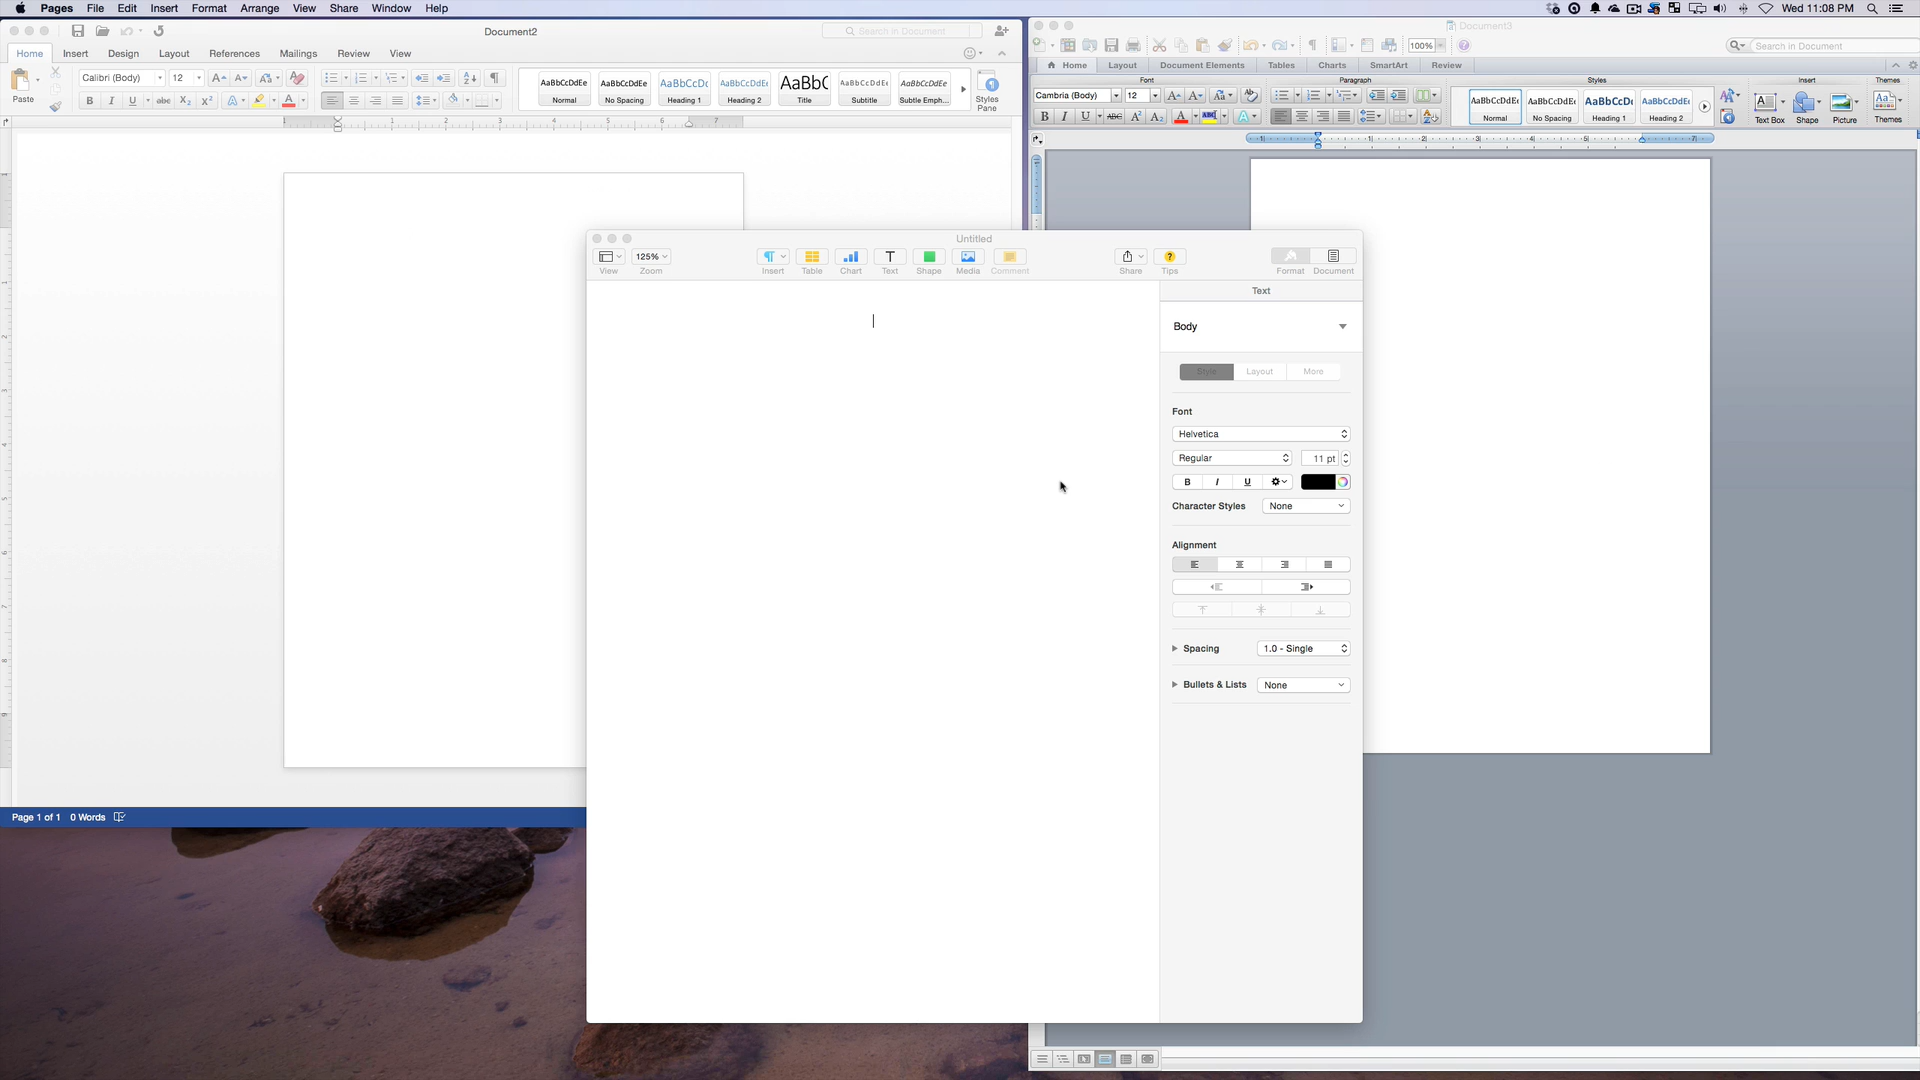 Pages File Edit Insert Format Arrange View Share Window Help
Wed 11:08 PM
Document2
Search in Document
Home Insert Design Layout References Mailings Review View
Paste
Calibri (Body) 12
AaBbCcDdEe Normal
AaBbCcDdEe No Spacing
AaBbCcDc Heading 1
AaBbCcDdEe Heading 2
AaBbC Title
AaBbCcDdEe Subtitle
AaBbCcDdEe Subtle Emph...
Styles Pane
Document3
100%
Search in Document
Home Layout Document Elements Tables Charts SmartArt Review
Font Paragraph Styles Insert Themes
Cambria (Body) 12
AaBbCcDdEe Normal
AaBbCcDdEe No Spacing
AaBbCcDc Heading 1
AaBbCcDdEe Heading 2
Text Box Shape Picture Themes
Untitled
125%
View Zoom Insert Table Chart Text Shape Media Comment Share Tips Format Document
Text
Body
Style Layout More
Font
Helvetica
Regular 11 pt
B I U
Character Styles None
Alignment
Spacing 1.0 - Single
Bullets & Lists None
Page 1 of 1 0 Words